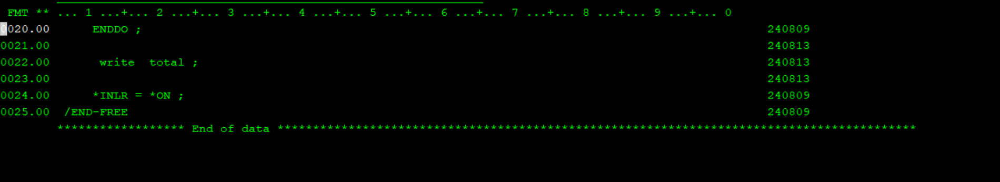 FMT ** ... 1 ...+... 2 ...+... 3 ...+... 4 ...+... 5 ...+... 6 ...+... 7 ...+... 8 ...+... 9 ...+... 0
0020.00 ENDDO ; 240809
0021.00 240813
0022.00 write total ; 240813
0023.00 240813
0024.00 *INLR = *ON ; 240809
0025.00 /END-FREE 240809
****************** End of data ******************************************************************************************